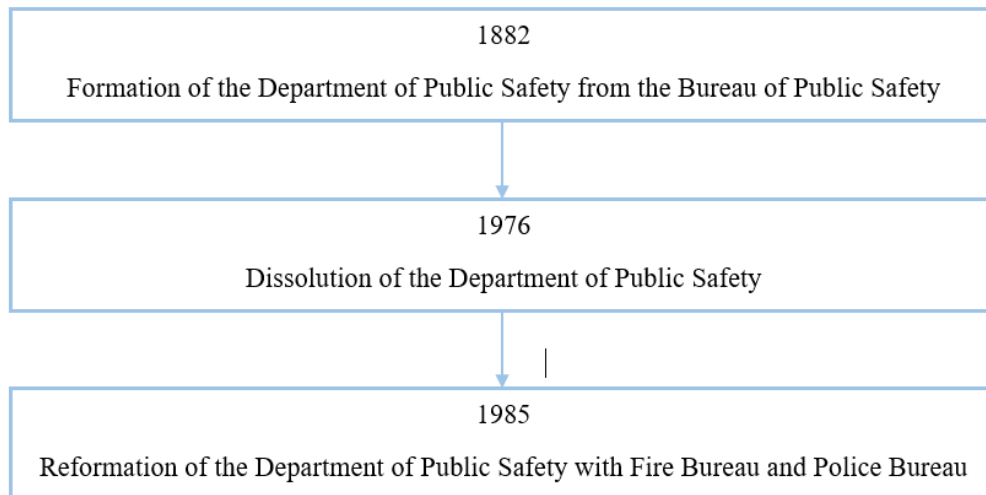 1882
Formation of the Department of Public Safety from the Bureau of Public Safety
1976
Dissolution of the Department of Public Safety
1985
Reformation of the Department of Public Safety with Fire Bureau and Police Bureau